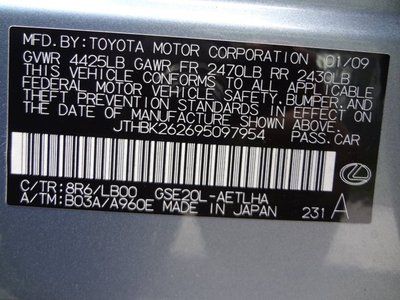 MFD.BY:TOYOTA MOTOR CORPORATION 01/09
GVWR 4425LB GAWR FR 2470LB RR 2430LB
THIS VEHICLE CONFORMS TO ALL APPLICABLE
FEDERAL MOTOR VEHICLE SAFETY, BUMPER, AND
THEFT PREVENTION STANDARDS IN EFFECT ON
THE DATE OF MANUFACTURE SHOWN ABOVE.
JTHBK262695097954 PASS.CAR
C/TR:8R6/LB00 GSE20L-AETLHA
A/TM:B03A/A960E MADE IN JAPAN 231 A